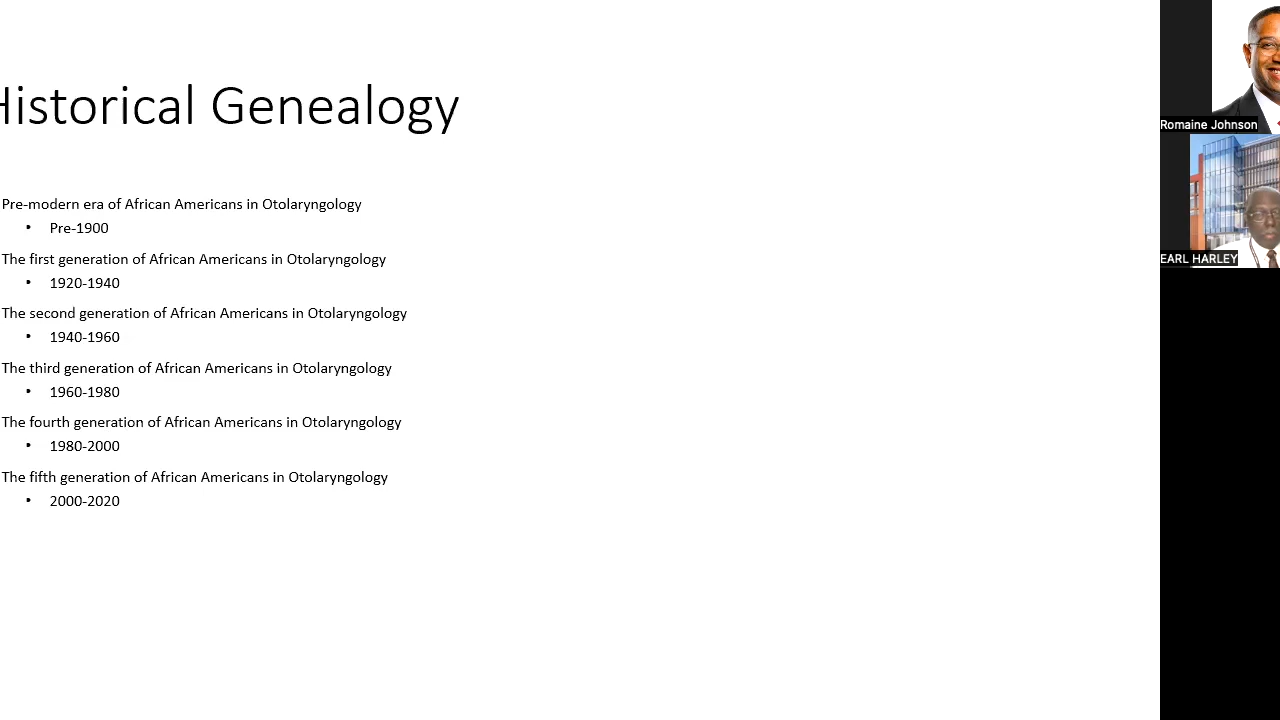 Historical Genealogy
Pre-modern era of African Americans in Otolaryngology
• Pre-1900
The first generation of African Americans in Otolaryngology
• 1920-1940
The second generation of African Americans in Otolaryngology
• 1940-1960
The third generation of African Americans in Otolaryngology
• 1960-1980
The fourth generation of African Americans in Otolaryngology
• 1980-2000
The fifth generation of African Americans in Otolaryngology
• 2000-2020
Romaine Johnson
EARL HARLEY